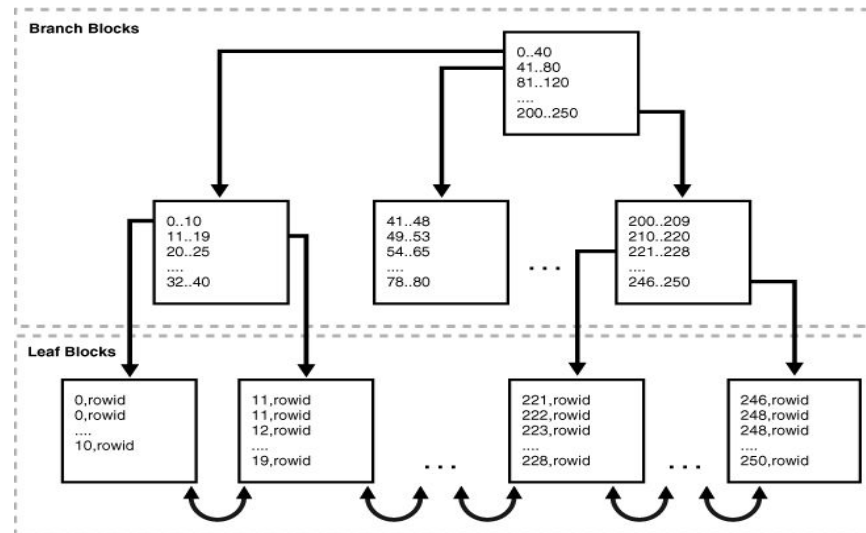 Branch Blocks
0..40
41..80
81..120
....
200..250
0..10
11..19
20..25
....
32..40
41..48
49..53
54..65
....
78..80
...
200..209
210..220
221..228
....
246..250
Leaf Blocks
0,rowid
0,rowid
....
10,rowid
11,rowid
11,rowid
12,rowid
....
19,rowid
...
221,rowid
222,rowid
223,rowid
....
228,rowid
...
246,rowid
248,rowid
248,rowid
....
250,rowid